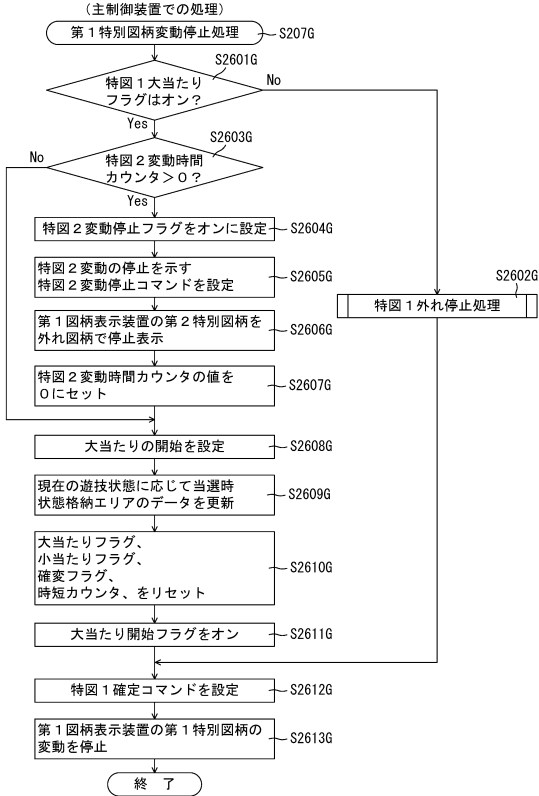 （主制御装置での処理）
第１特別図柄変動停止処理
S207G
S2601G
特図１大当たり
フラグはオン？
No
Yes
S2603G
特図２変動時間
カウンタ＞０？
No
Yes
特図２変動停止フラグをオンに設定
S2604G
特図２変動の停止を示す
特図２変動停止コマンドを設定
S2605G
S2602G
特図１外れ停止処理
第１図柄表示装置の第２特別図柄を
外れ図柄で停止表示
S2606G
特図２変動時間カウンタの値を
０にセット
S2607G
大当たりの開始を設定
S2608G
現在の遊技状態に応じて当選時
状態格納エリアのデータを更新
S2609G
大当たりフラグ、
小当たりフラグ、
確変フラグ、
時短カウンタ、をリセット
S2610G
大当たり開始フラグをオン
S2611G
特図１確定コマンドを設定
S2612G
第１図柄表示装置の第１特別図柄の
変動を停止
S2613G
終　了